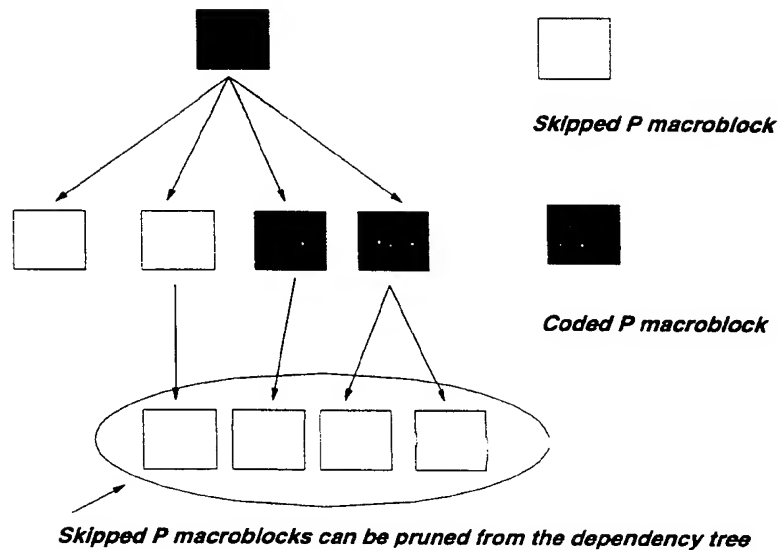 Skipped P macroblock
Coded P macroblock
Skipped P macroblocks can be pruned from the dependency tree